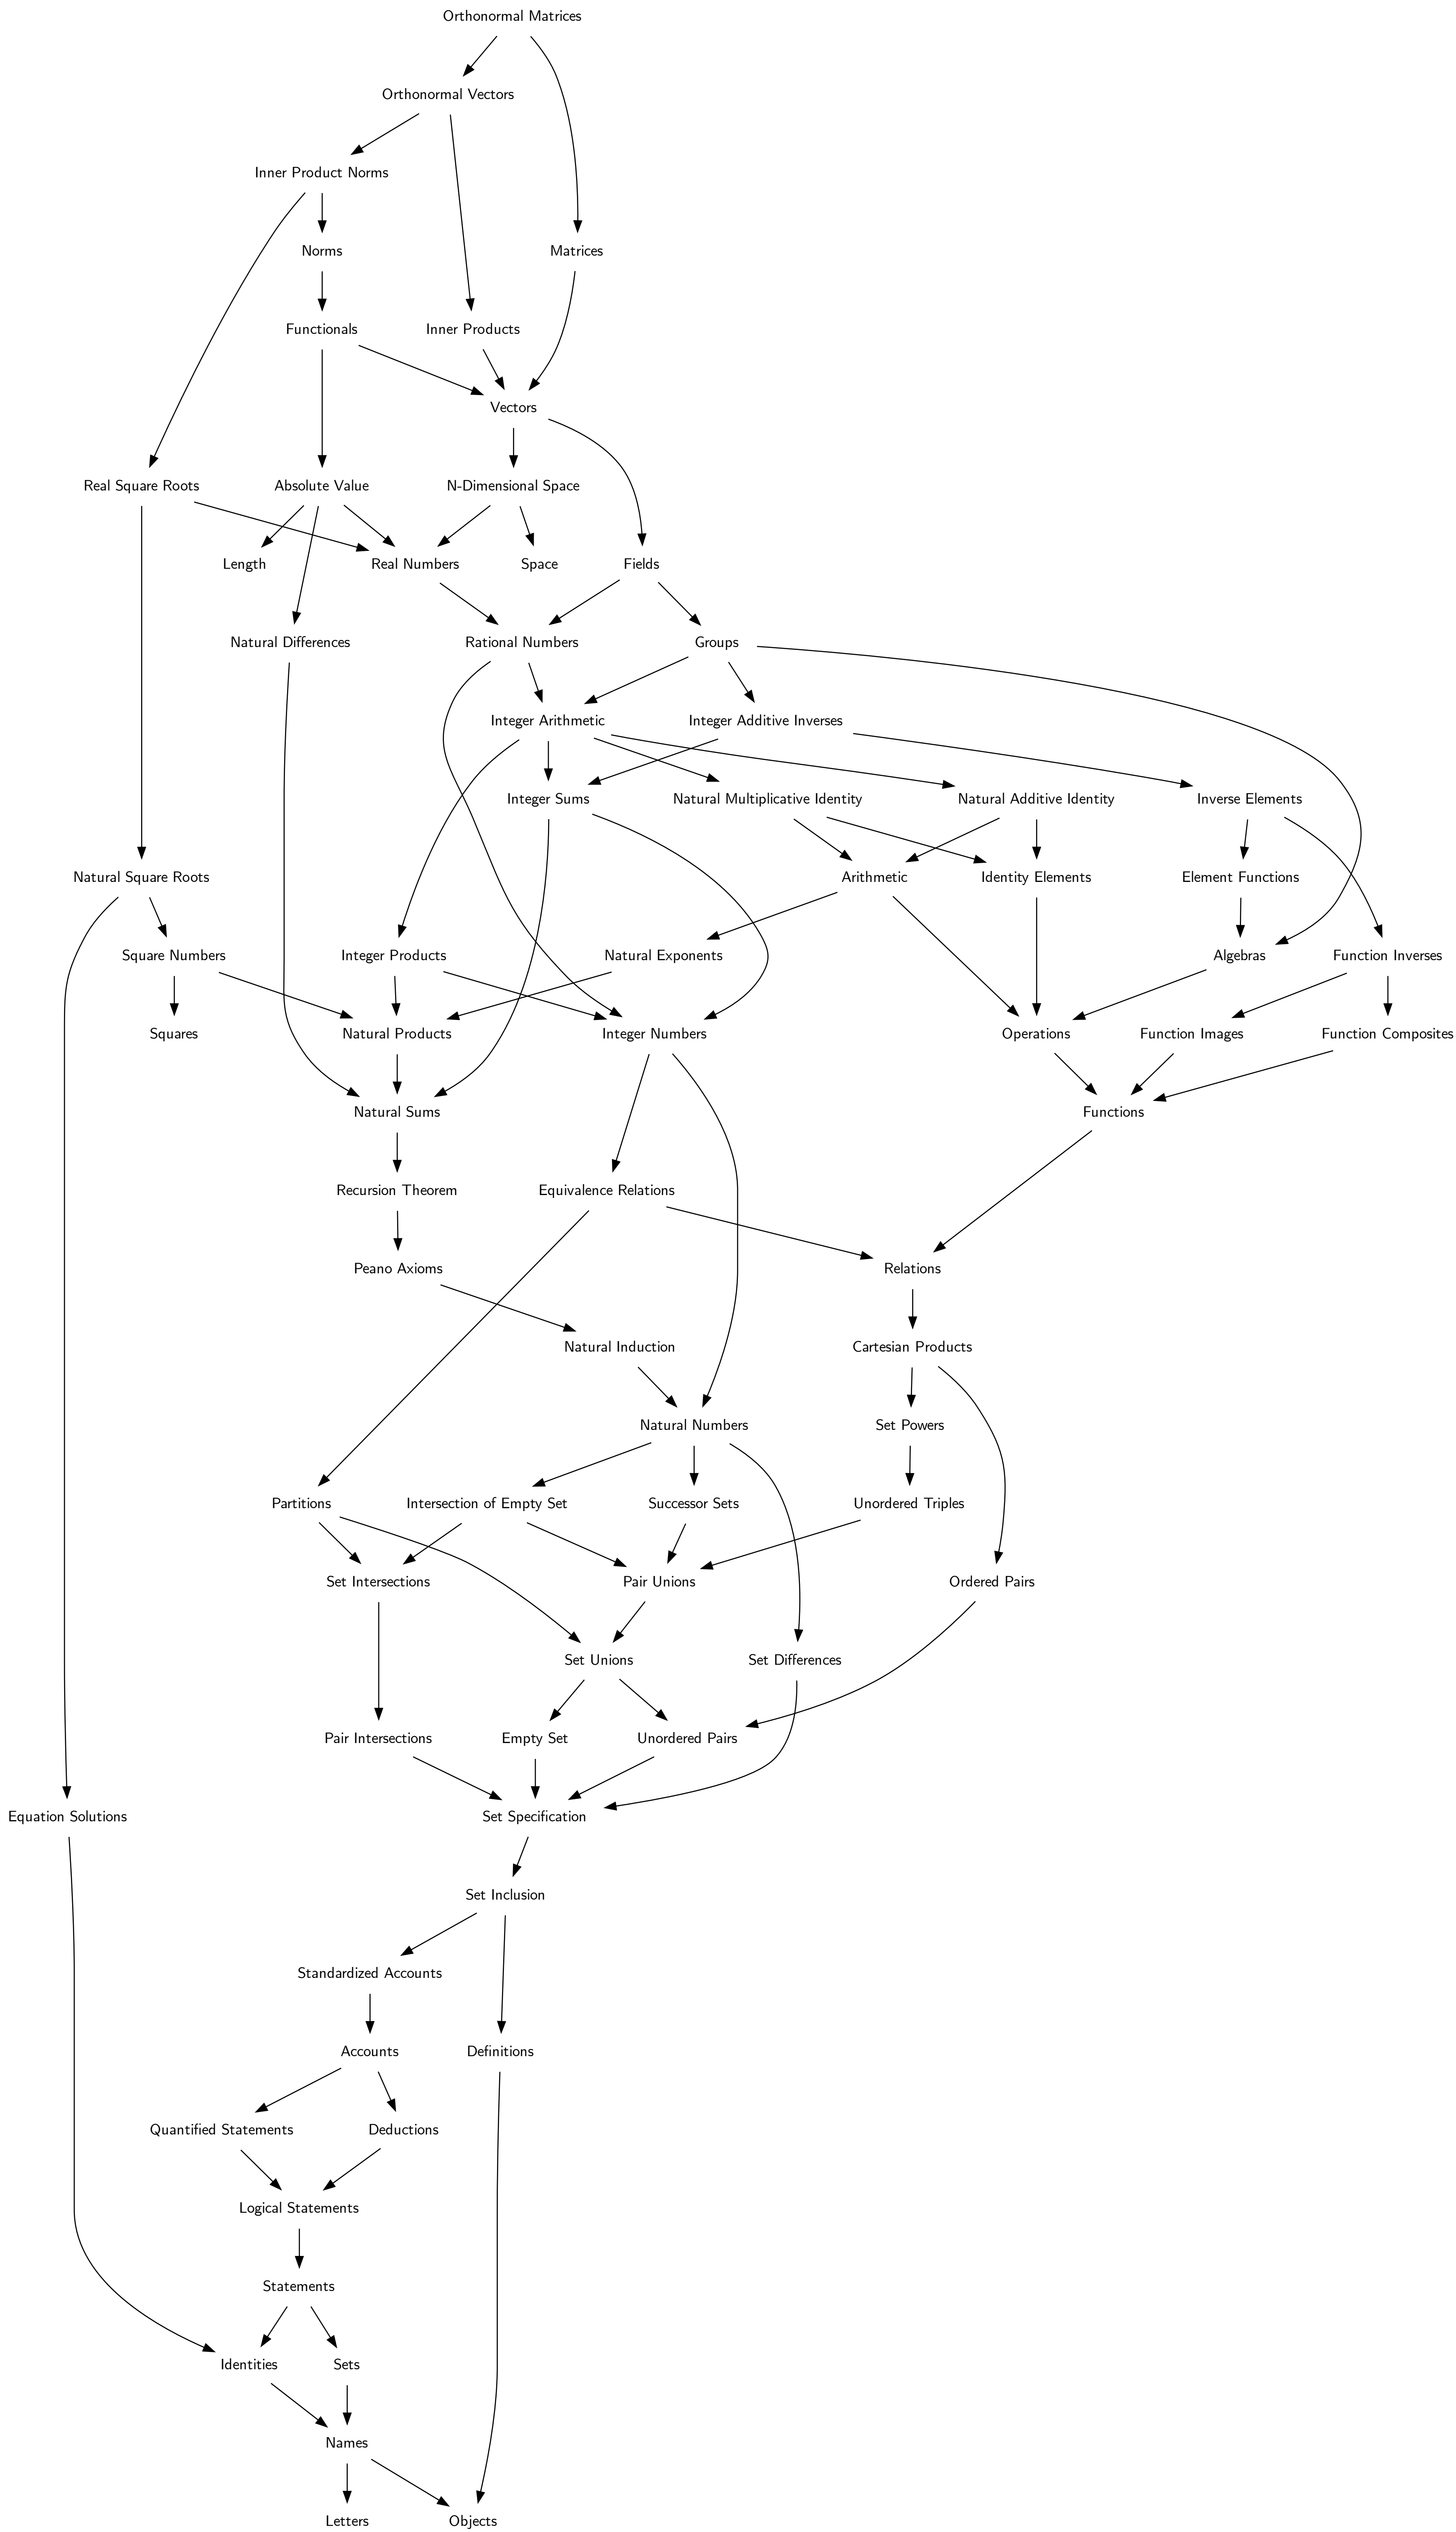 Orthonormal Matrices
Orthonormal Vectors
Inner Product Norms
Norms
Matrices
Functionals
Inner Products
Vectors
Real Square Roots
Absolute Value
N-Dimensional Space
Length
Real Numbers
Space
Fields
Natural Differences
Rational Numbers
Groups
Integer Arithmetic
Integer Additive Inverses
Integer Sums
Natural Multiplicative Identity
Natural Additive Identity
Inverse Elements
Natural Square Roots
Arithmetic
Identity Elements
Element Functions
Square Numbers
Integer Products
Natural Exponents
Algebras
Function Inverses
Squares
Natural Products
Integer Numbers
Operations
Function Images
Function Composites
Natural Sums
Functions
Recursion Theorem
Equivalence Relations
Peano Axioms
Relations
Natural Induction
Cartesian Products
Natural Numbers
Set Powers
Partitions
Intersection of Empty Set
Successor Sets
Unordered Triples
Set Intersections
Pair Unions
Ordered Pairs
Set Unions
Set Differences
Pair Intersections
Empty Set
Unordered Pairs
Equation Solutions
Set Specification
Set Inclusion
Standardized Accounts
Accounts
Definitions
Quantified Statements
Deductions
Logical Statements
Statements
Identities
Sets
Names
Letters
Objects